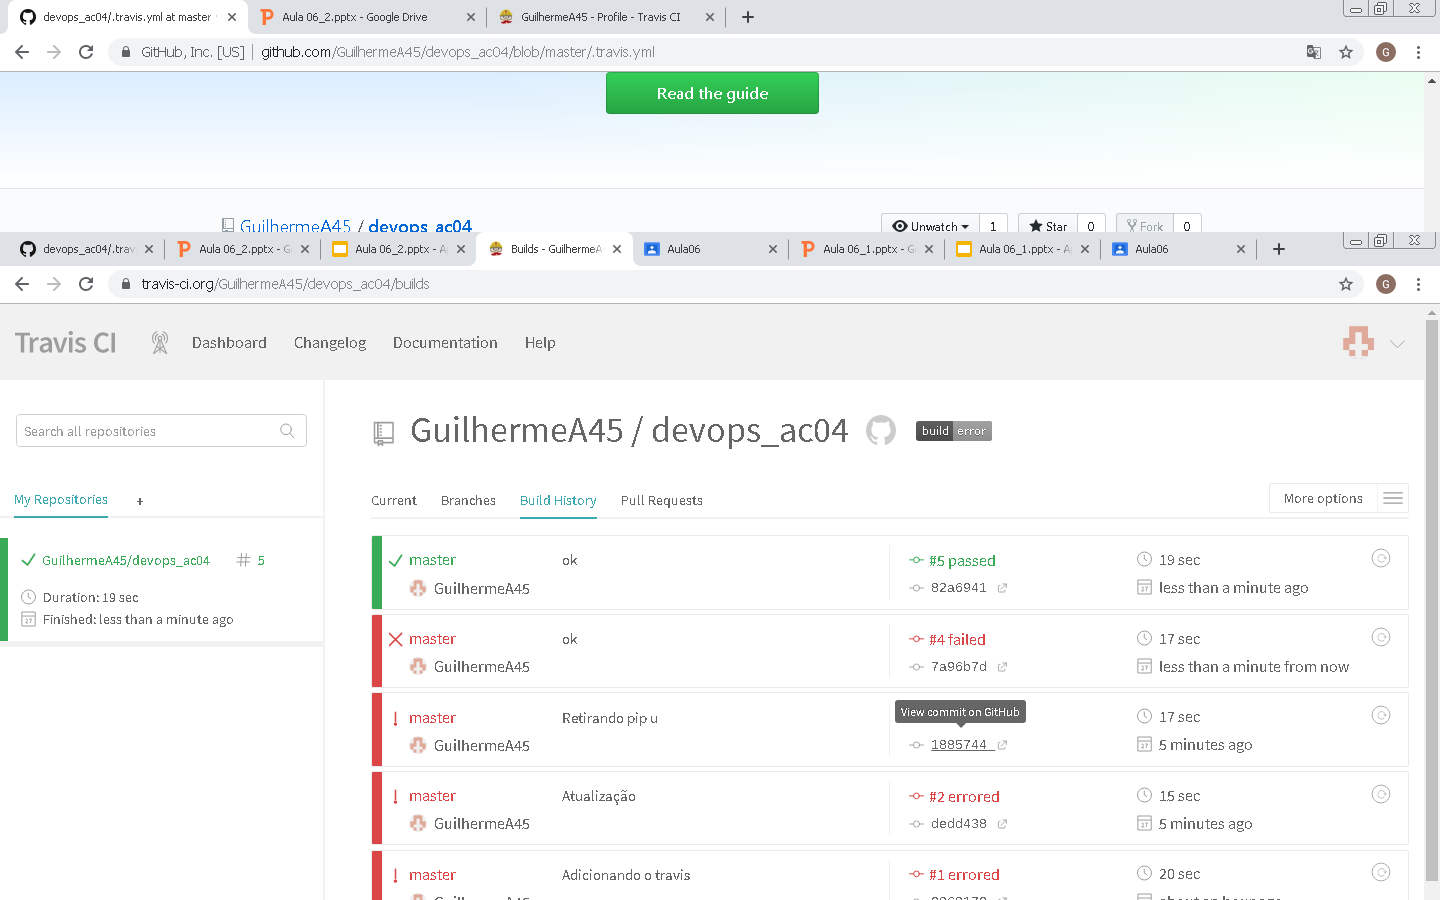 devops_ac04/.travis.yml at master
Aula 06_2.pptx - Google Drive
GuilhermeA45 - Profile - Travis CI
GitHub, Inc. [US] | github.com/GuilhermeA45/devops_ac04/blob/master/.travis.yml
G
Read the guide
GuilhermeA45 / devops_ac04
Unwatch 1 Star 0 Fork 0
devops_ac04/.trav
Aula 06_2.pptx - G
Aula 06_2.pptx - A
Builds - GuilhermeA
Aula06
Aula 06_1.pptx - G
Aula 06_1.pptx - A
Aula06
travis-ci.org/GuilhermeA45/devops_ac04/builds
G
Travis CI Dashboard Changelog Documentation Help
Search all repositories
GuilhermeA45 / devops_ac04 build error
My Repositories +
Current Branches Build History Pull Requests More options
GuilhermeA45/devops_ac04 # 5
Duration: 19 sec
Finished: less than a minute ago
master ok #5 passed 19 sec
GuilhermeA45 82a6941 less than a minute ago
master ok #4 failed 17 sec
GuilhermeA45 7a96b7d less than a minute from now
View commit on GitHub
master Retirando pip u 17 sec
GuilhermeA45 1885744 5 minutes ago
master Atualização #2 errored 15 sec
GuilhermeA45 dedd438 5 minutes ago
master Adicionando o travis #1 errored 20 sec
GuilhermeA45